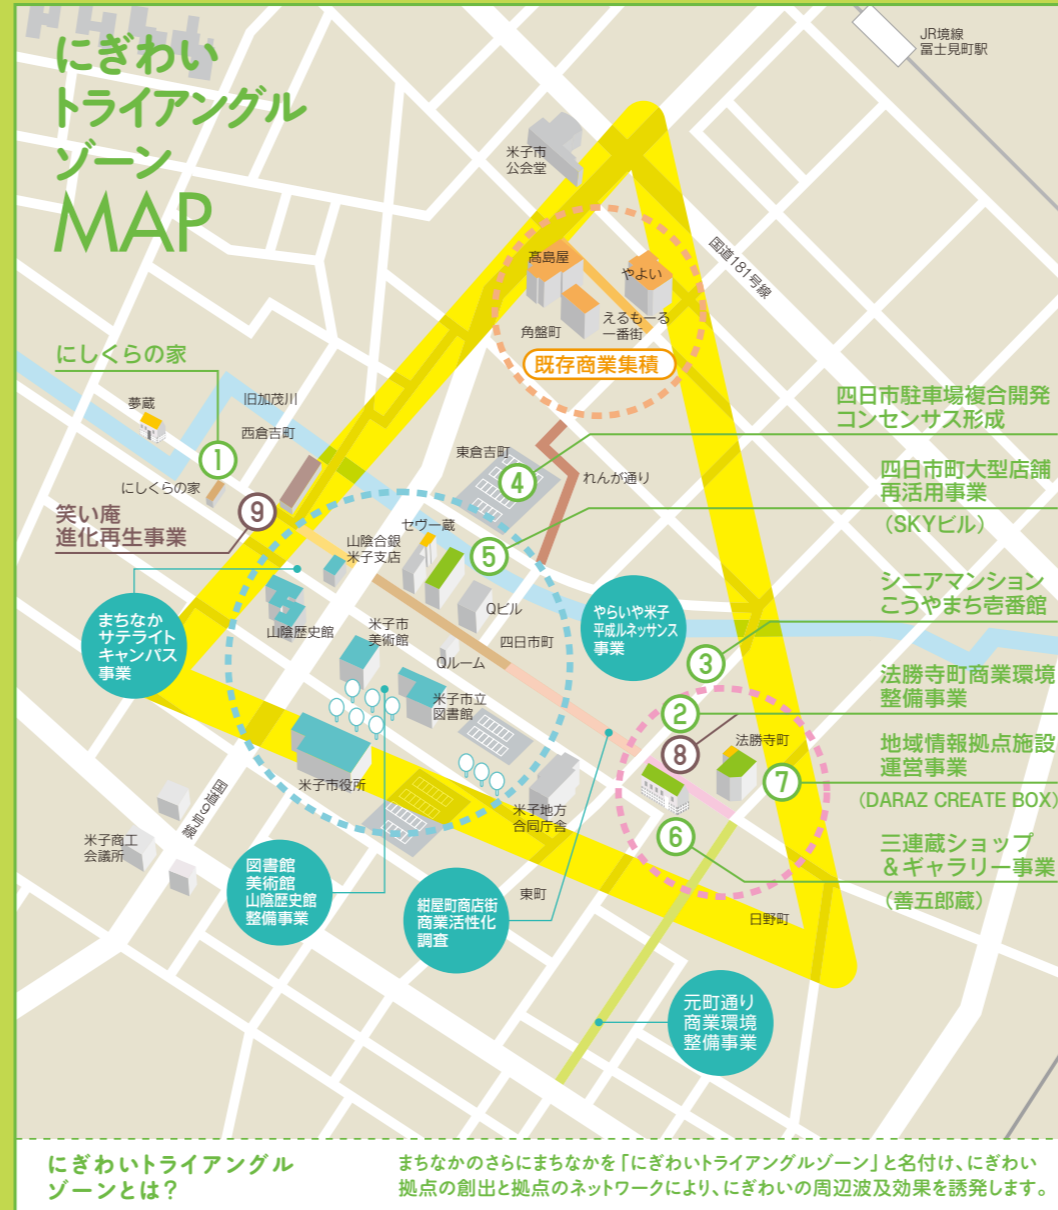 にぎわい
トライアングル
ゾーン
MAP
JR境線
冨士見町駅
米子市
公会堂
国道181号線
髙島屋
やよい
えるもーる
一番街
角盤町
既存商業集積
にしくらの家
夢蔵
旧加茂川
西倉吉町
1
にしくらの家
9
笑い庵
進化再生事業
東倉吉町
4
れんが通り
四日市駐車場複合開発
コンセンサス形成
四日市町大型店舗
再活用事業
(SKYビル)
セヴー蔵
山陰合銀
米子支店
5
Qビル
米子市
美術館
四日市町
Qルーム
山陰歴史館
米子市立
図書館
まちなか
サテライト
キャンパス
事業
やらいや米子
平成ルネッサンス
事業
3
シニアマンション
こうやまち壱番館
2
法勝寺町商業環境
整備事業
8
法勝寺町
7
地域情報拠点施設
運営事業
(DARAZ CREATE BOX)
6
三連蔵ショップ
&ギャラリー事業
(善五郎蔵)
米子市役所
米子地方
合同庁舎
国道9号線
米子商工
会議所
図書館
美術館
山陰歴史館
整備事業
紺屋町商店街
商業活性化
調査
東町
日野町
元町通り
商業環境
整備事業
にぎわいトライアングル
ゾーンとは?
まちなかのさらにまちなかを「にぎわいトライアングルゾーン」と名付け、にぎわい
拠点の創出と拠点のネットワークにより、にぎわいの周辺波及効果を誘発します。